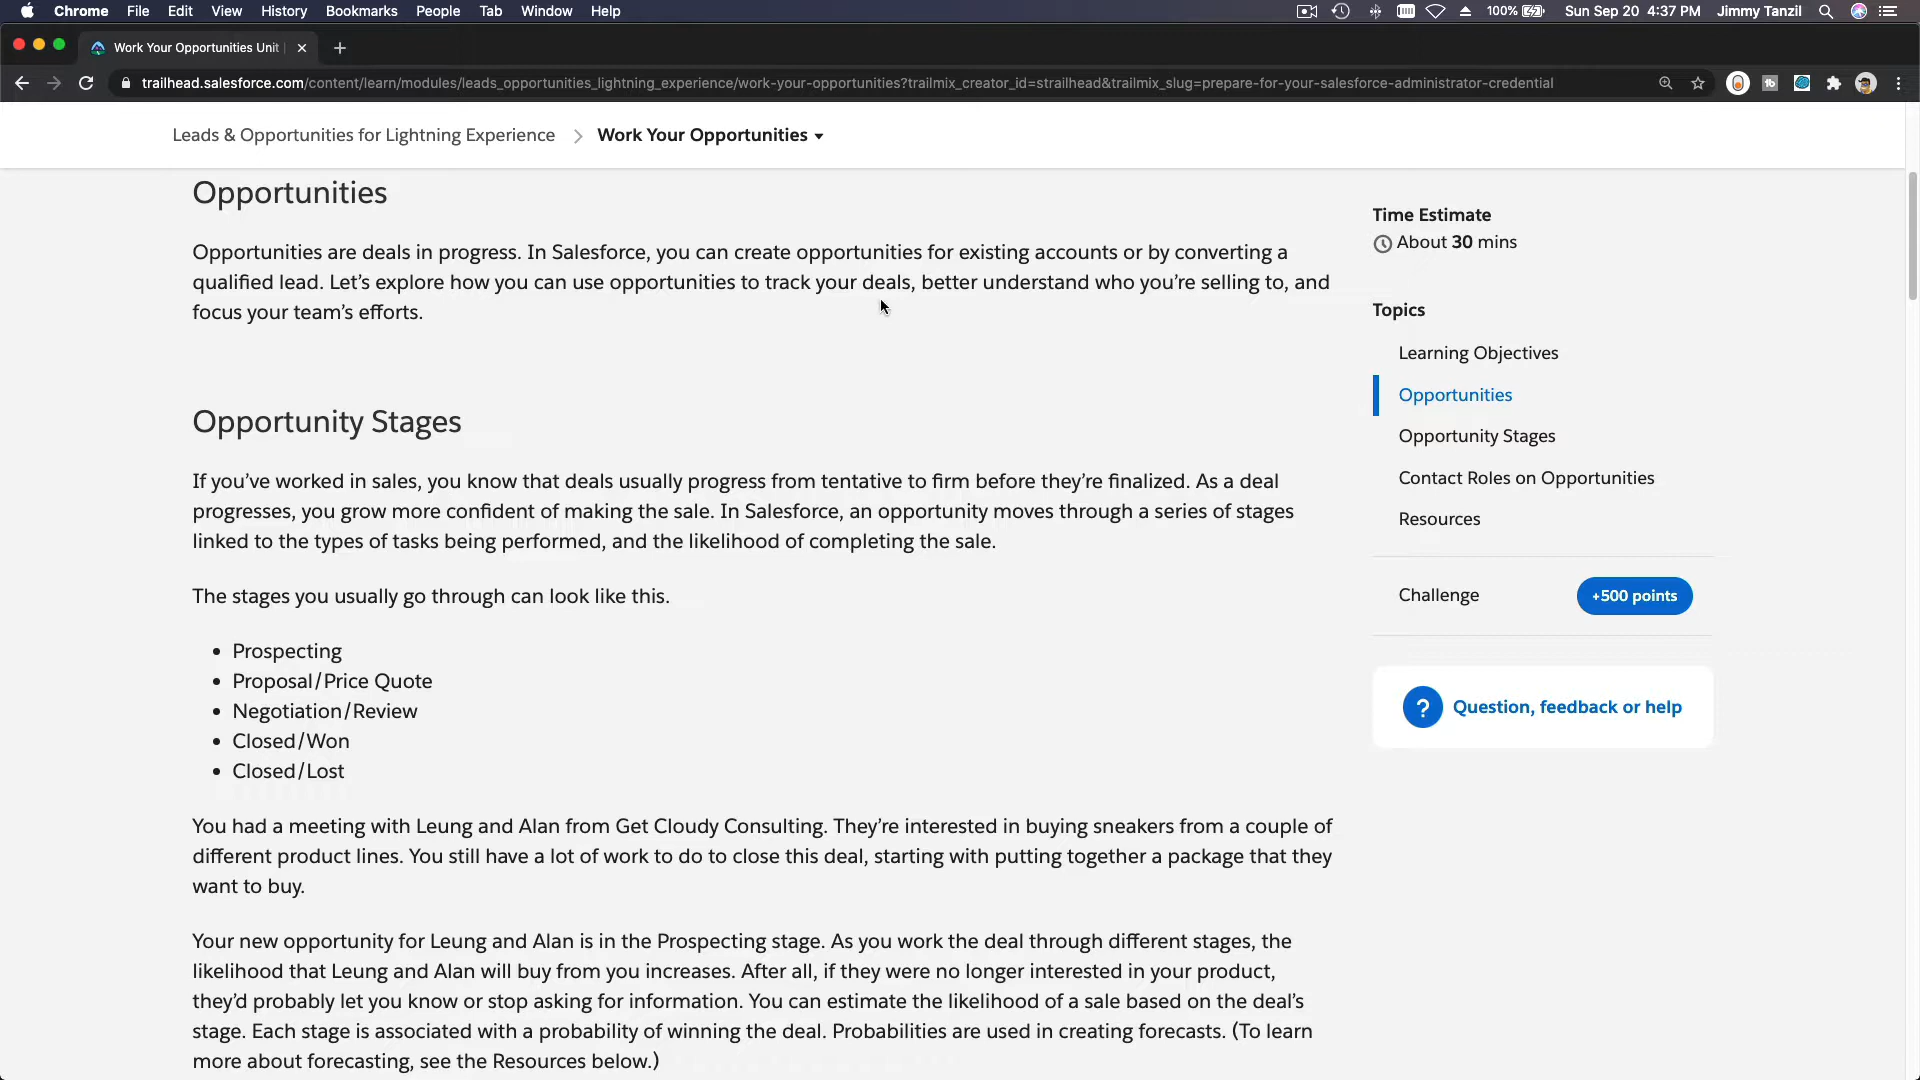 Chrome File Edit View History Bookmarks People Tab Window Help 100% Sun Sep 20 4:37 PM Jimmy Tanzil
Work Your Opportunities Unit
trailhead.salesforce.com/content/learn/modules/leads_opportunities_lightning_experience/work-your-opportunities?trailmix_creator_id=strailhead&trailmix_slug=prepare-for-your-salesforce-administrator-credential
Leads & Opportunities for Lightning Experience Work Your Opportunities
Opportunities
Opportunities are deals in progress. In Salesforce, you can create opportunities for existing accounts or by converting a
qualified lead. Let’s explore how you can use opportunities to track your deals, better understand who you’re selling to, and
focus your team’s efforts.
Opportunity Stages
If you’ve worked in sales, you know that deals usually progress from tentative to firm before they’re finalized. As a deal
progresses, you grow more confident of making the sale. In Salesforce, an opportunity moves through a series of stages
linked to the types of tasks being performed, and the likelihood of completing the sale.
The stages you usually go through can look like this.
• Prospecting
• Proposal/Price Quote
• Negotiation/Review
• Closed/Won
• Closed/Lost
You had a meeting with Leung and Alan from Get Cloudy Consulting. They’re interested in buying sneakers from a couple of
different product lines. You still have a lot of work to do to close this deal, starting with putting together a package that they
want to buy.
Your new opportunity for Leung and Alan is in the Prospecting stage. As you work the deal through different stages, the
likelihood that Leung and Alan will buy from you increases. After all, if they were no longer interested in your product,
they’d probably let you know or stop asking for information. You can estimate the likelihood of a sale based on the deal’s
stage. Each stage is associated with a probability of winning the deal. Probabilities are used in creating forecasts. (To learn
more about forecasting, see the Resources below.)
Time Estimate
About 30 mins
Topics
Learning Objectives
Opportunities
Opportunity Stages
Contact Roles on Opportunities
Resources
Challenge +500 points
? Question, feedback or help